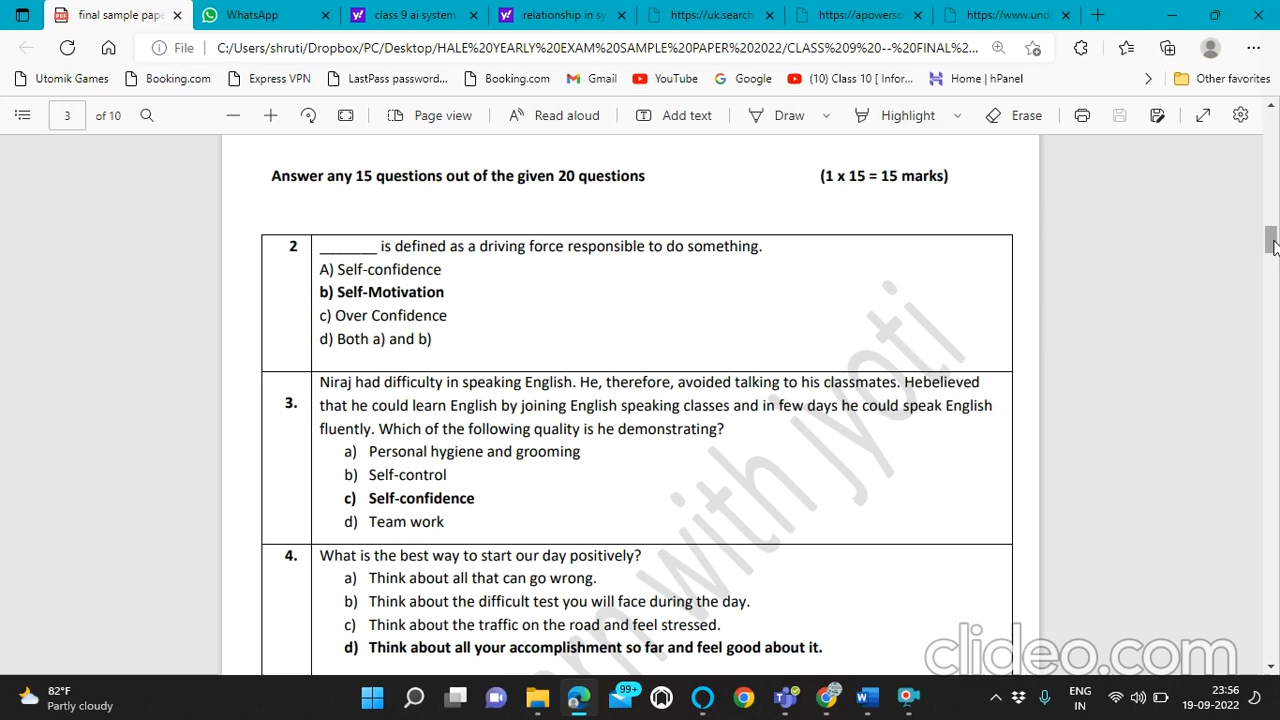 final sample pape
WhatsApp
class 9 ai system
relationship in sy
https://uk.search
https://apowerso
https://www.und
File
C:/Users/shruti/Dropbox/PC/Desktop/HALE%20YEARLY%20EXAM%20SAMPLE%20PAPER%202022/CLASS%209%20--%20FINAL%...
Utomik Games
Booking.com
Express VPN
LastPass password...
Booking.com
Gmail
YouTube
Google
(10) Class 10 [ Infor...
Home | hPanel
Other favorites
3
of 10
Page view
Read aloud
Add text
Draw
Highlight
Erase
Answer any 15 questions out of the given 20 questions (1 x 15 = 15 marks)
2 _______ is defined as a driving force responsible to do something.
A) Self-confidence
b) Self-Motivation
c) Over Confidence
d) Both a) and b)
Niraj had difficulty in speaking English. He, therefore, avoided talking to his classmates. Hebelieved
3. that he could learn English by joining English speaking classes and in few days he could speak English
fluently. Which of the following quality is he demonstrating?
a) Personal hygiene and grooming
b) Self-control
c) Self-confidence
d) Team work
4. What is the best way to start our day positively?
a) Think about all that can go wrong.
b) Think about the difficult test you will face during the day.
c) Think about the traffic on the road and feel stressed.
d) Think about all your accomplishment so far and feel good about it.
ern with jyoti
clideo.com
82°F
Partly cloudy
99+
ENG
IN
23:56
19-09-2022